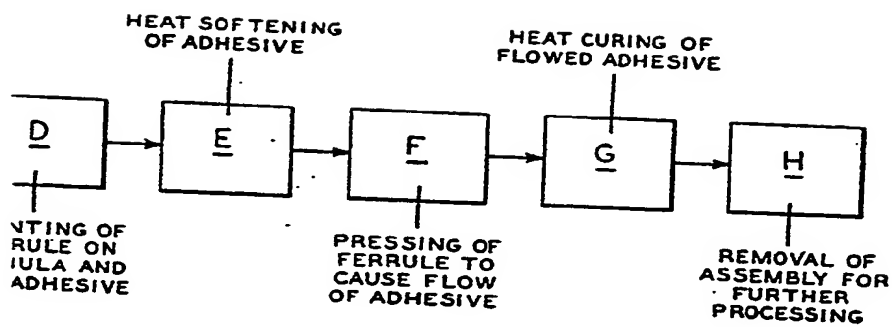 HEAT SOFTENING
OF ADHESIVE
HEAT CURING OF
FLOWED ADHESIVE
D
E
F
G
H
NTING OF
RULE ON
ULA AND
ADHESIVE
PRESSING OF
FERRULE TO
CAUSE FLOW
OF ADHESIVE
REMOVAL OF
ASSEMBLY FOR
FURTHER
PROCESSING